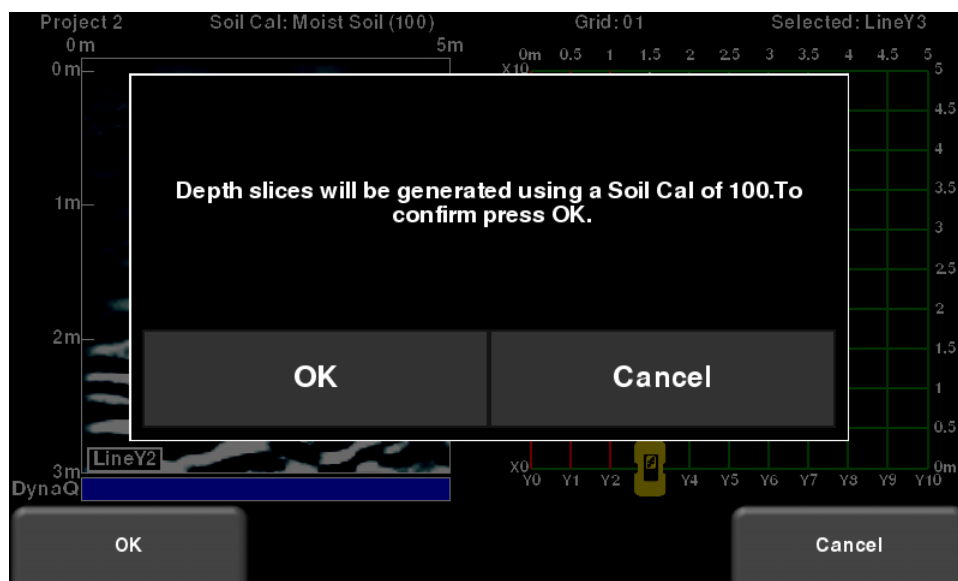 Project 2 Soil Cal: Moist Soil (100) Grid: 01 Selected: LineY3
0m 5m
0m 0.5 1 1.5 2 2.5 3 3.5 4 4.5 5
0m X10 5
4.5
4
Depth slices will be generated using a Soil Cal of 100.To
confirm press OK.
1m 3.5
3
2.5
2
2m 1.5
OK Cancel
1
0.5
LineY2
3m X0 0m
Y0 Y1 Y2 Y4 Y5 Y6 Y7 Y8 Y9 Y10
DynaQ
OK Cancel